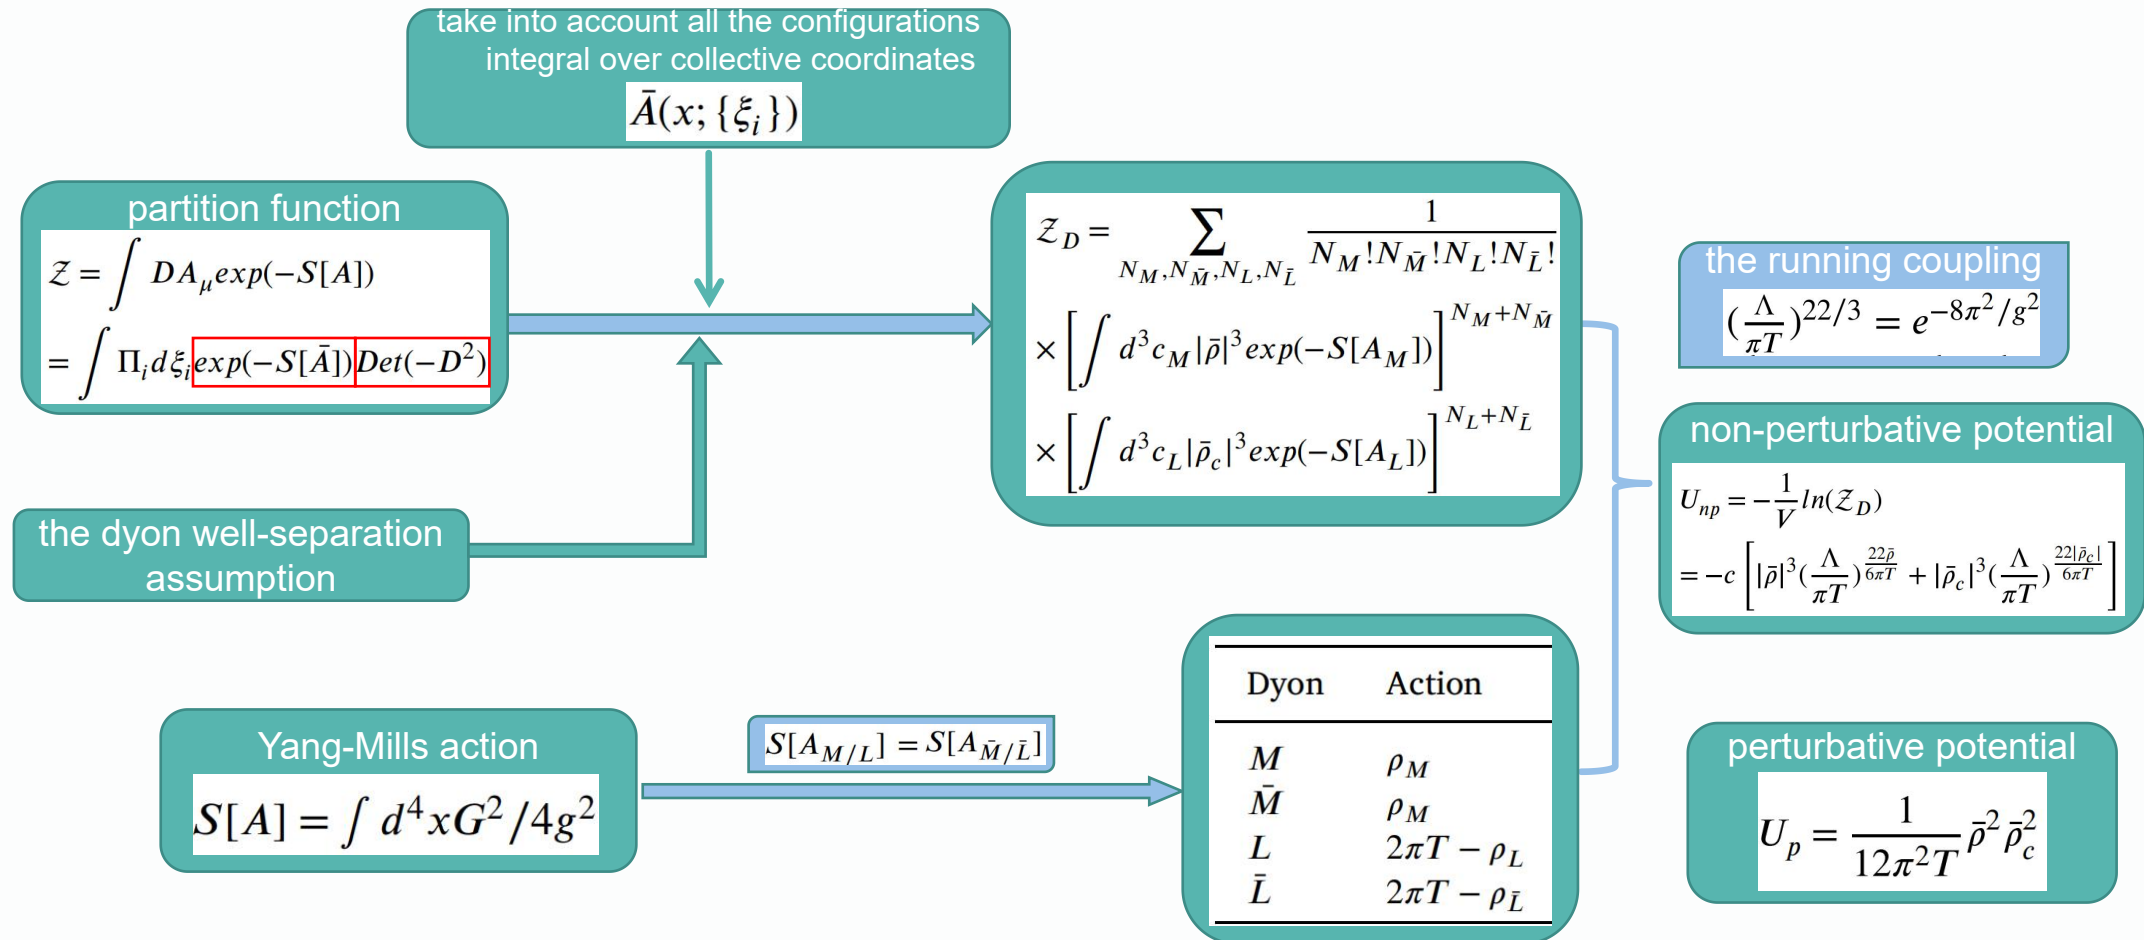 take into account all the configurations
integral over collective coordinates
Ā(x; {ξᵢ})
partition function
𝒵 = ∫ DA_μ exp(−S[A])
= ∫ Π_i dξ_i exp(−S[Ā]) Det(−D²)
the dyon well-separation
assumption
𝒵_D = ∑_{N_M, N_M̄, N_L, N_L̄} 1 / (N_M! N_M̄! N_L! N_L̄!)
× [∫ d³c_M |ρ̄|³ exp(−S[A_M])]^{N_M + N_M̄}
× [∫ d³c_L |ρ̄_c|³ exp(−S[A_L])]^{N_L + N_L̄}
the running coupling
(Λ/πT)^{22/3} = e^{−8π²/g²}
non-perturbative potential
U_{np} = −(1/V) ln(𝒵_D)
= −c [|ρ̄|³ (Λ/πT)^{22ρ̄/6πT} + |ρ̄_c|³ (Λ/πT)^{22|ρ̄_c|/6πT}]
Yang-Mills action
S[A] = ∫ d⁴xG²/4g²
S[A_{M/L}] = S[A_{M̄/L̄}]
Dyon Action
M ρ_M
M̄ ρ_M
L 2πT − ρ_L
L̄ 2πT − ρ_L̄
perturbative potential
U_p = (1/12π²T) ρ̄² ρ̄_c²